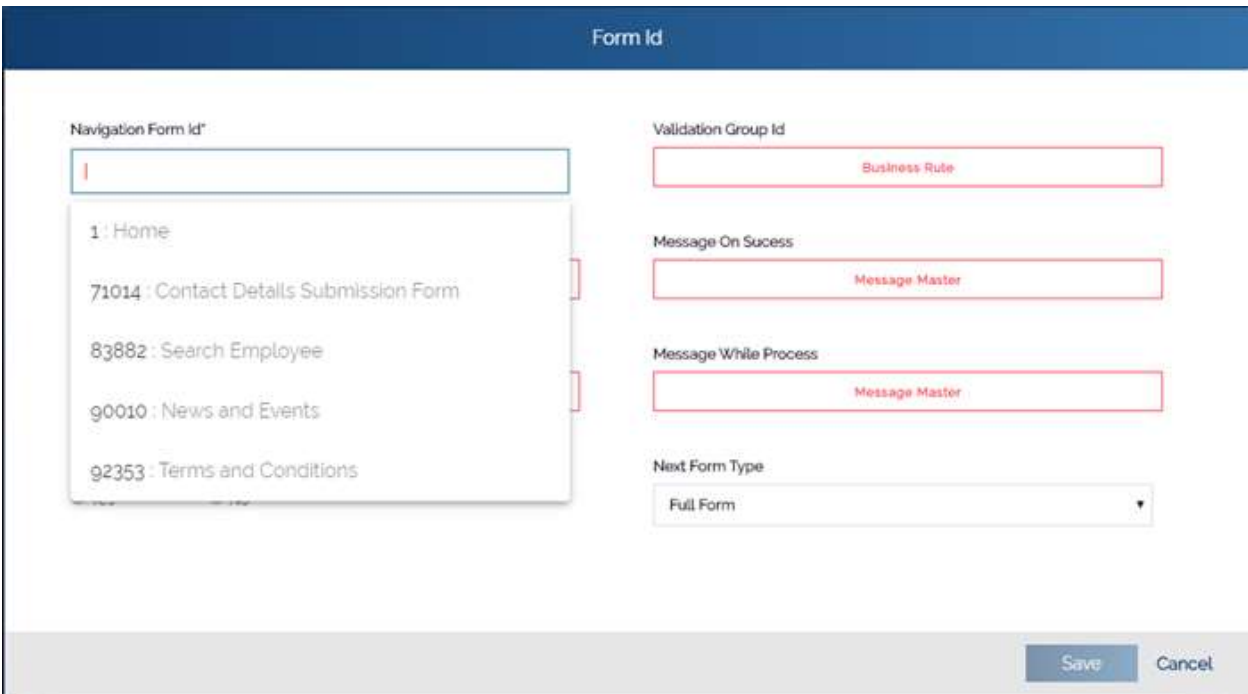 Form Id
Navigation Form Id*
1 : Home
71014 : Contact Details Submission Form
83882 : Search Employee
90010 : News and Events
92353 : Terms and Conditions
Validation Group Id
Business Rule
Message On Sucess
Message Master
Message While Process
Message Master
Next Form Type
Full Form
Save Cancel